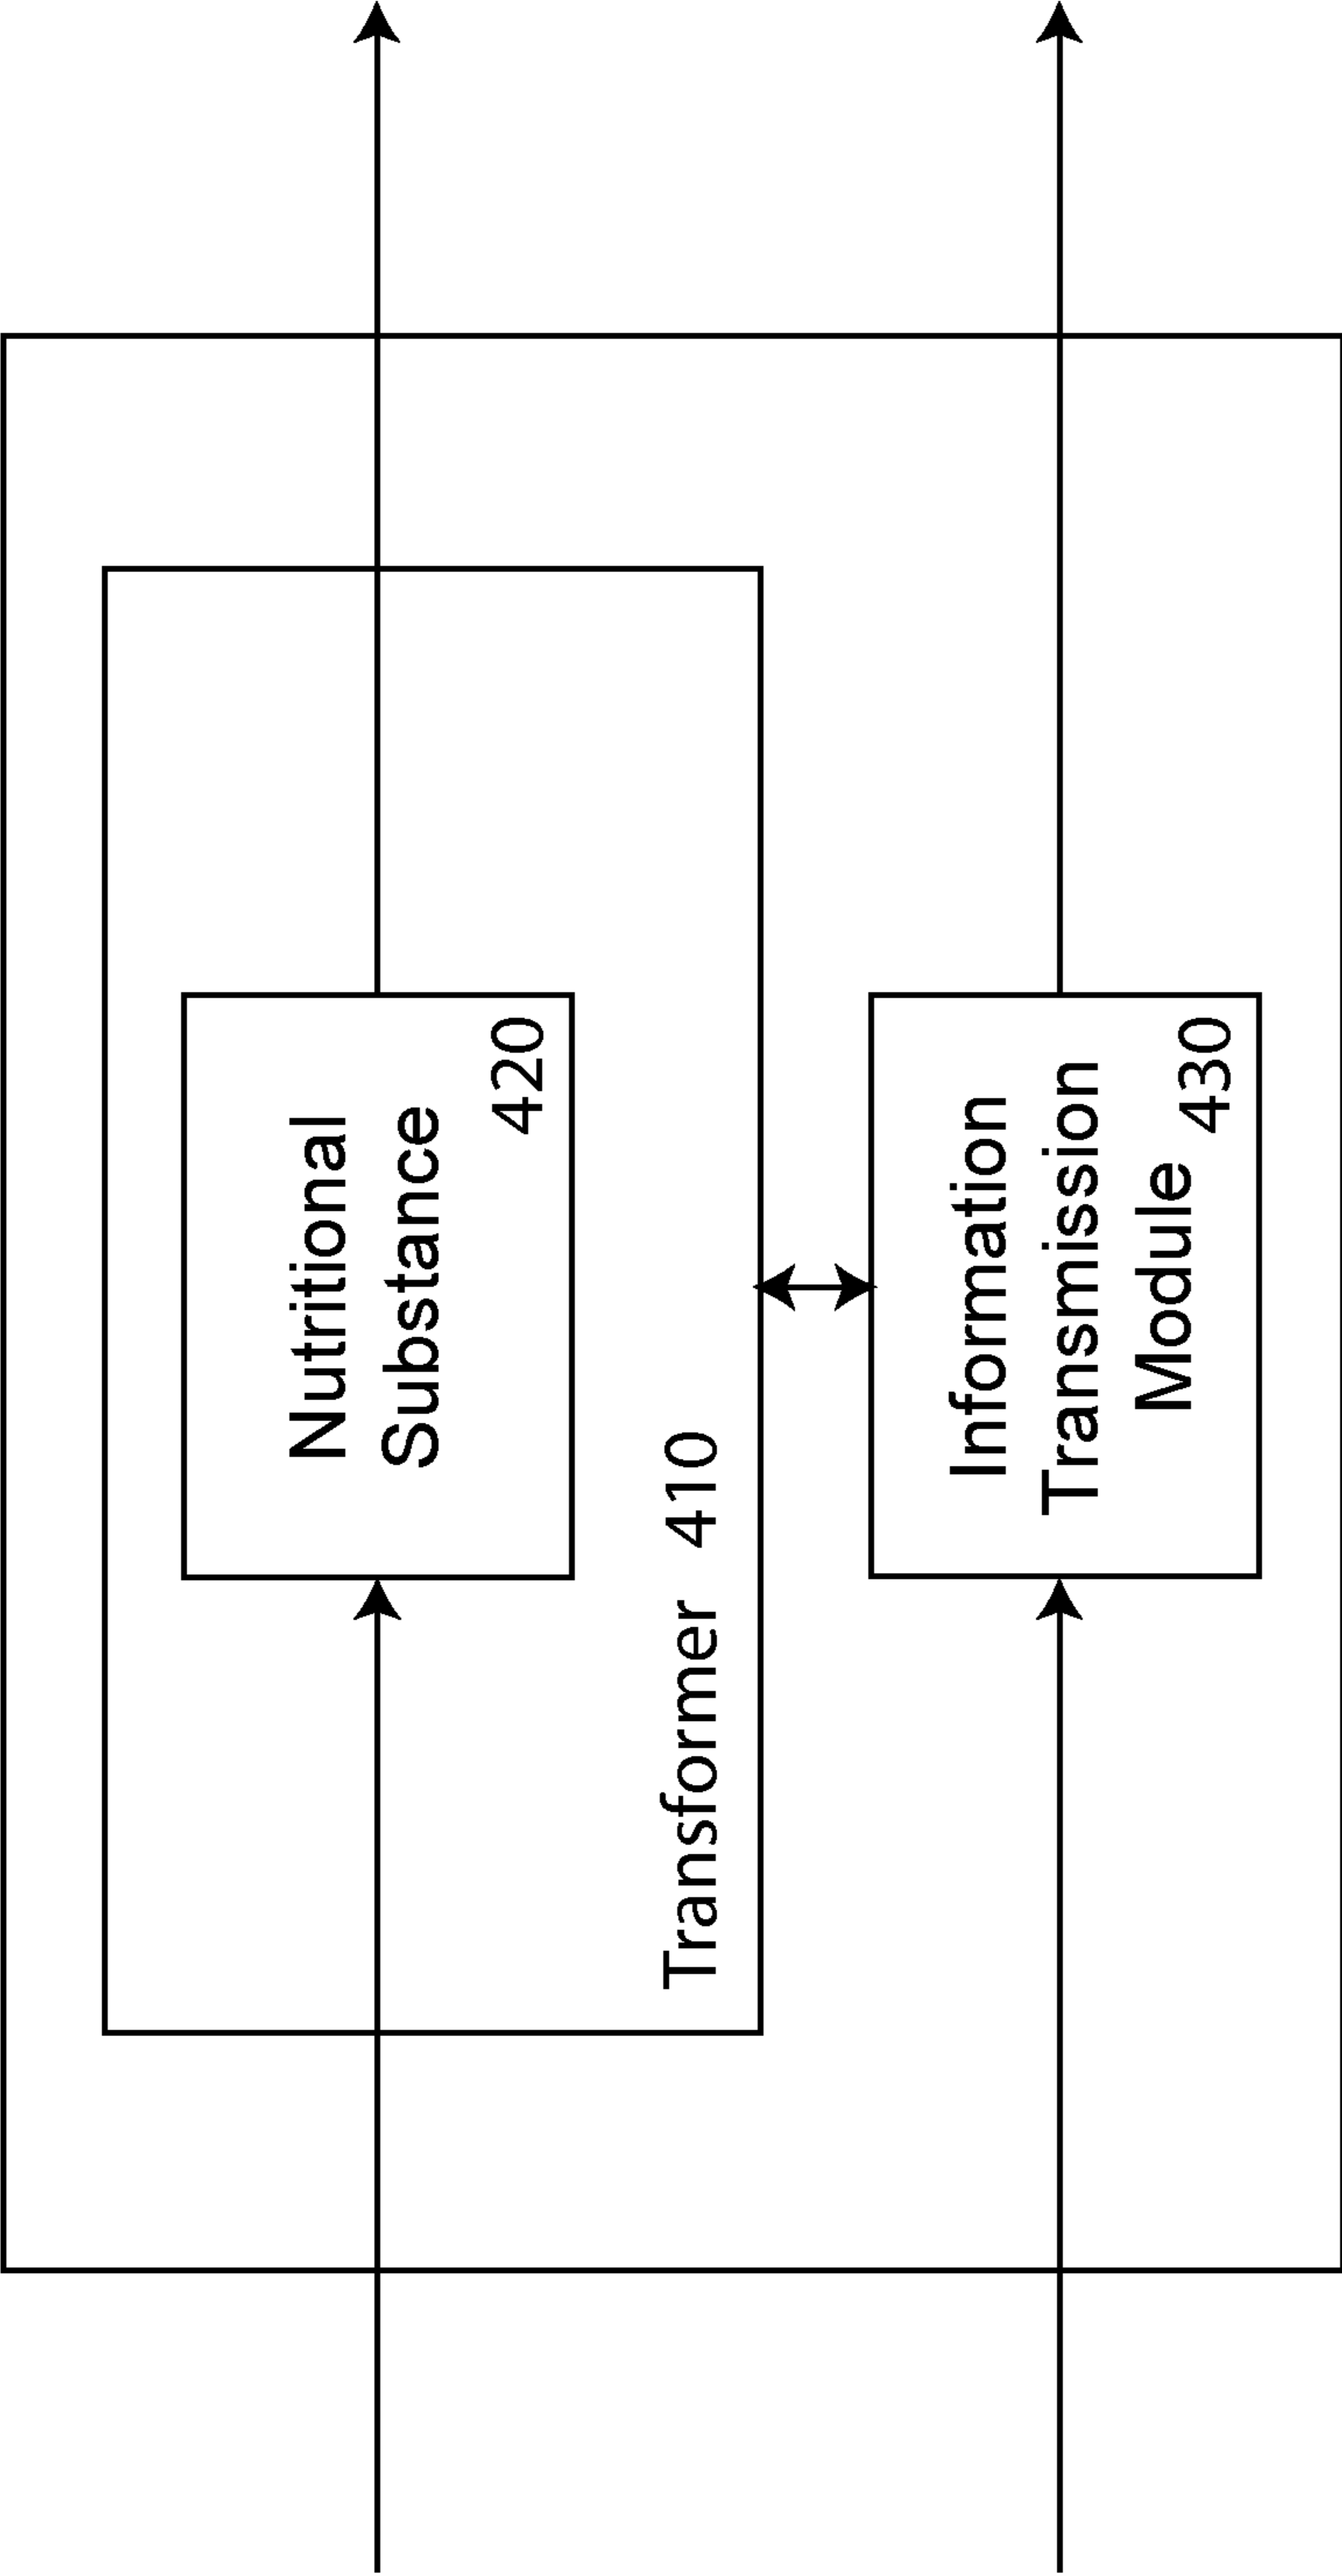 Nutritional
Substance
420
Transformer 410
Information
Transmission
Module
430